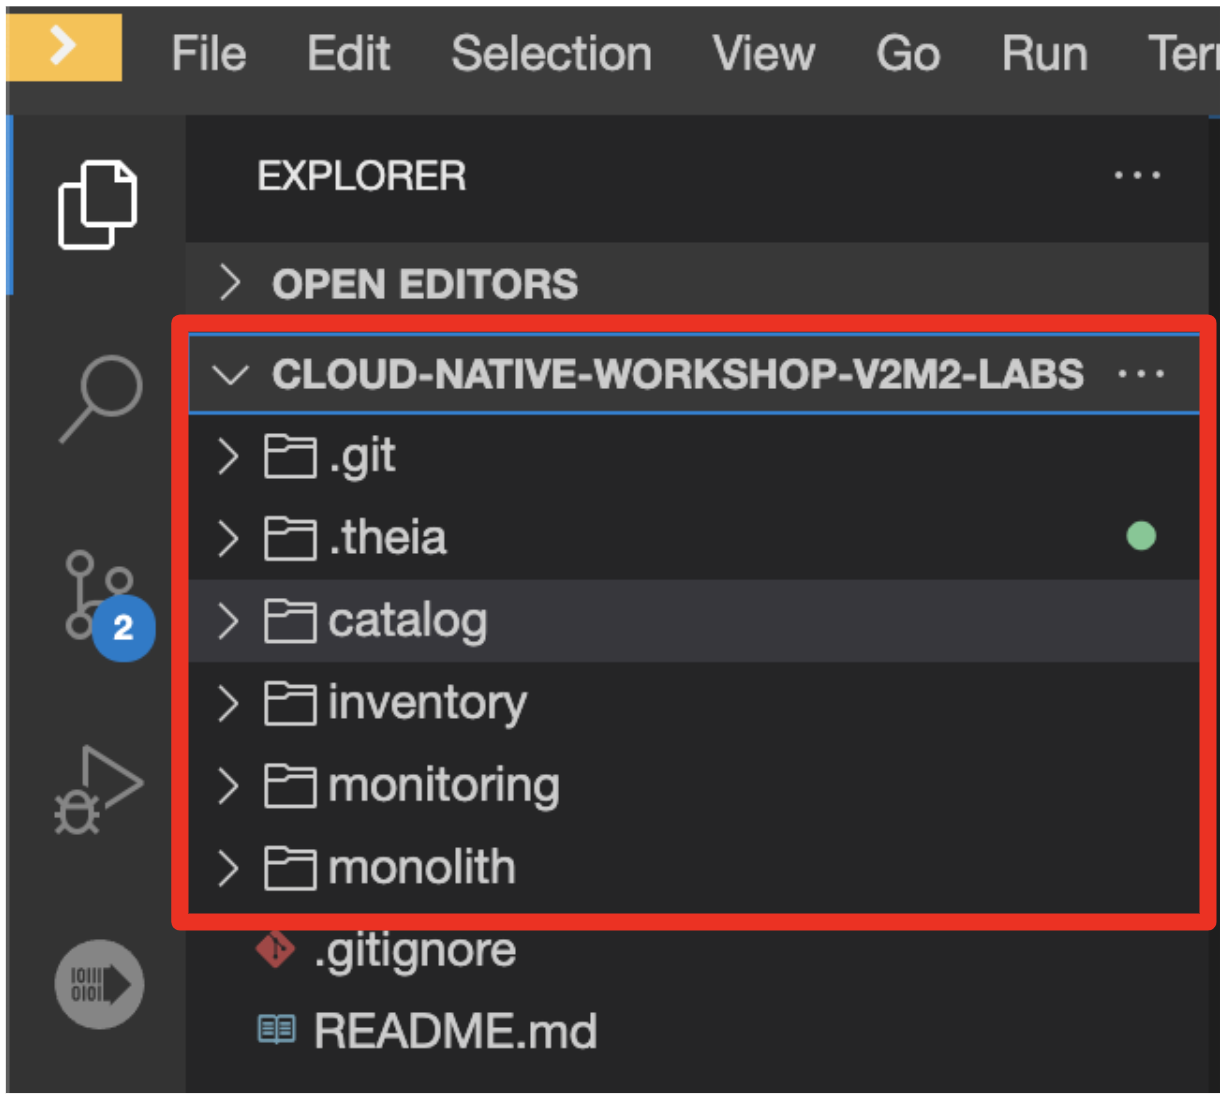 File Edit Selection View Go Run
EXPLORER
OPEN EDITORS
CLOUD-NATIVE-WORKSHOP-V2M2-LABS
.git
.theia
catalog
2
inventory
monitoring
monolith
.gitignore
README.md